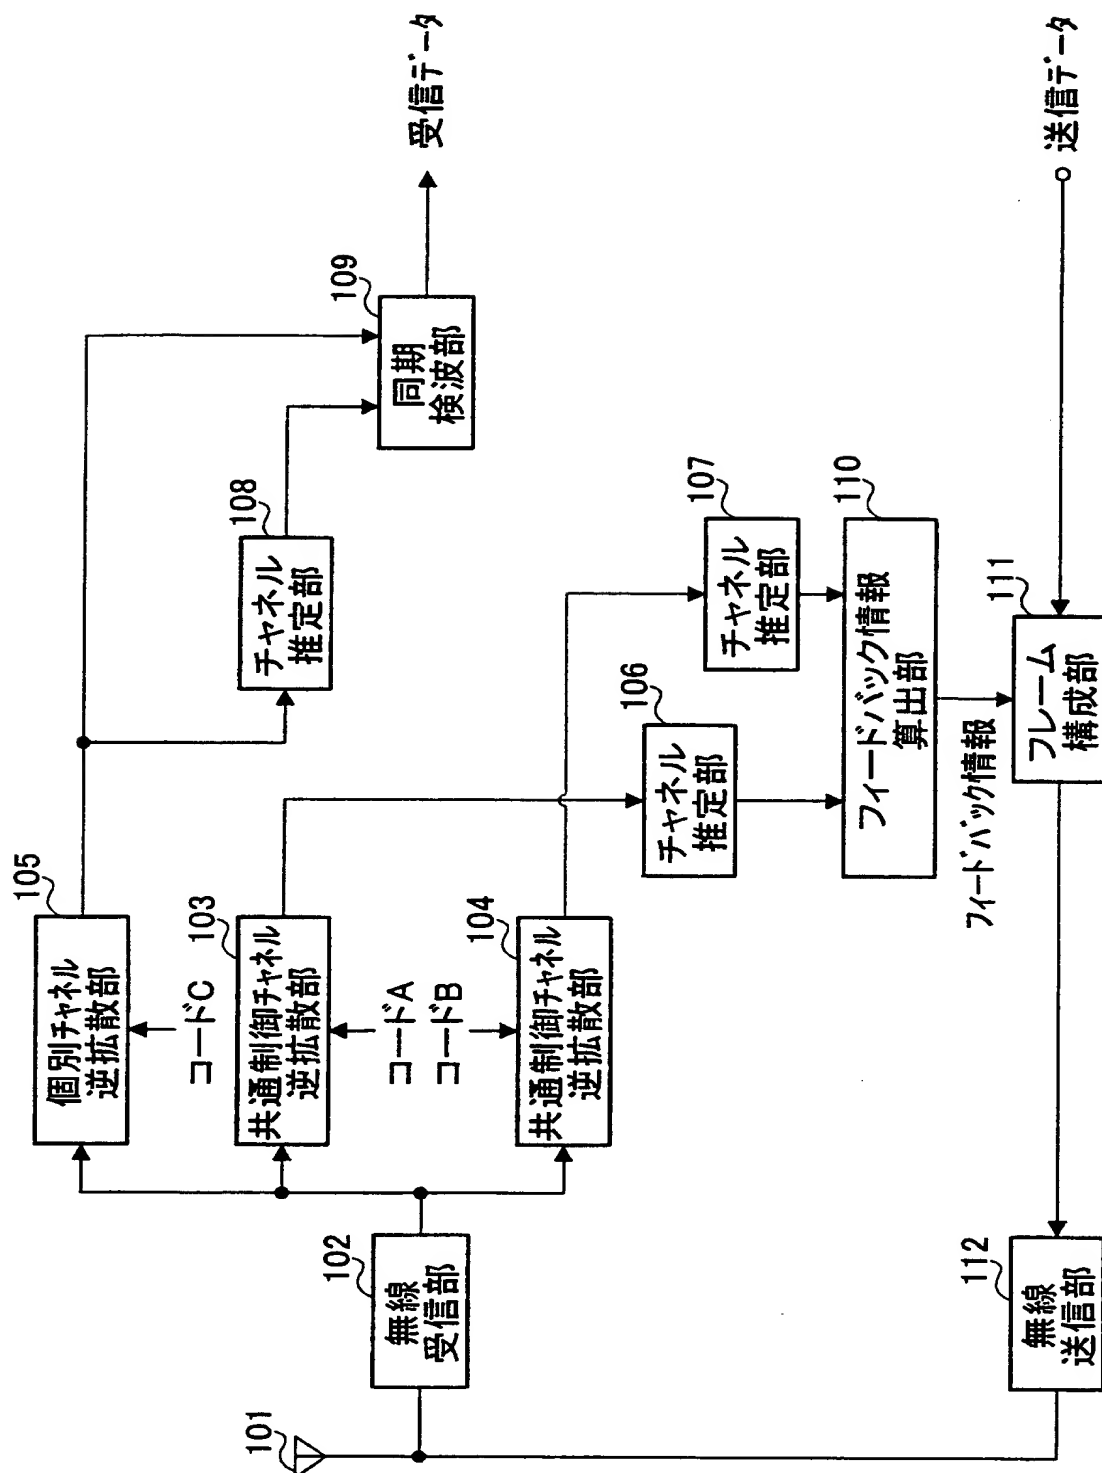 101
102
無線
受信部
105
個別チャネル
逆拡散部
コードC
103
共通制御チャネル
逆拡散部
コードA
コードB
104
共通制御チャネル
逆拡散部
108
チャネル
推定部
109
同期
検波部
受信データ
106
チャネル
推定部
107
チャネル
推定部
110
フィードバック情報
算出部
フィードバック情報
111
フレーム
構成部
送信データ
112
無線
送信部